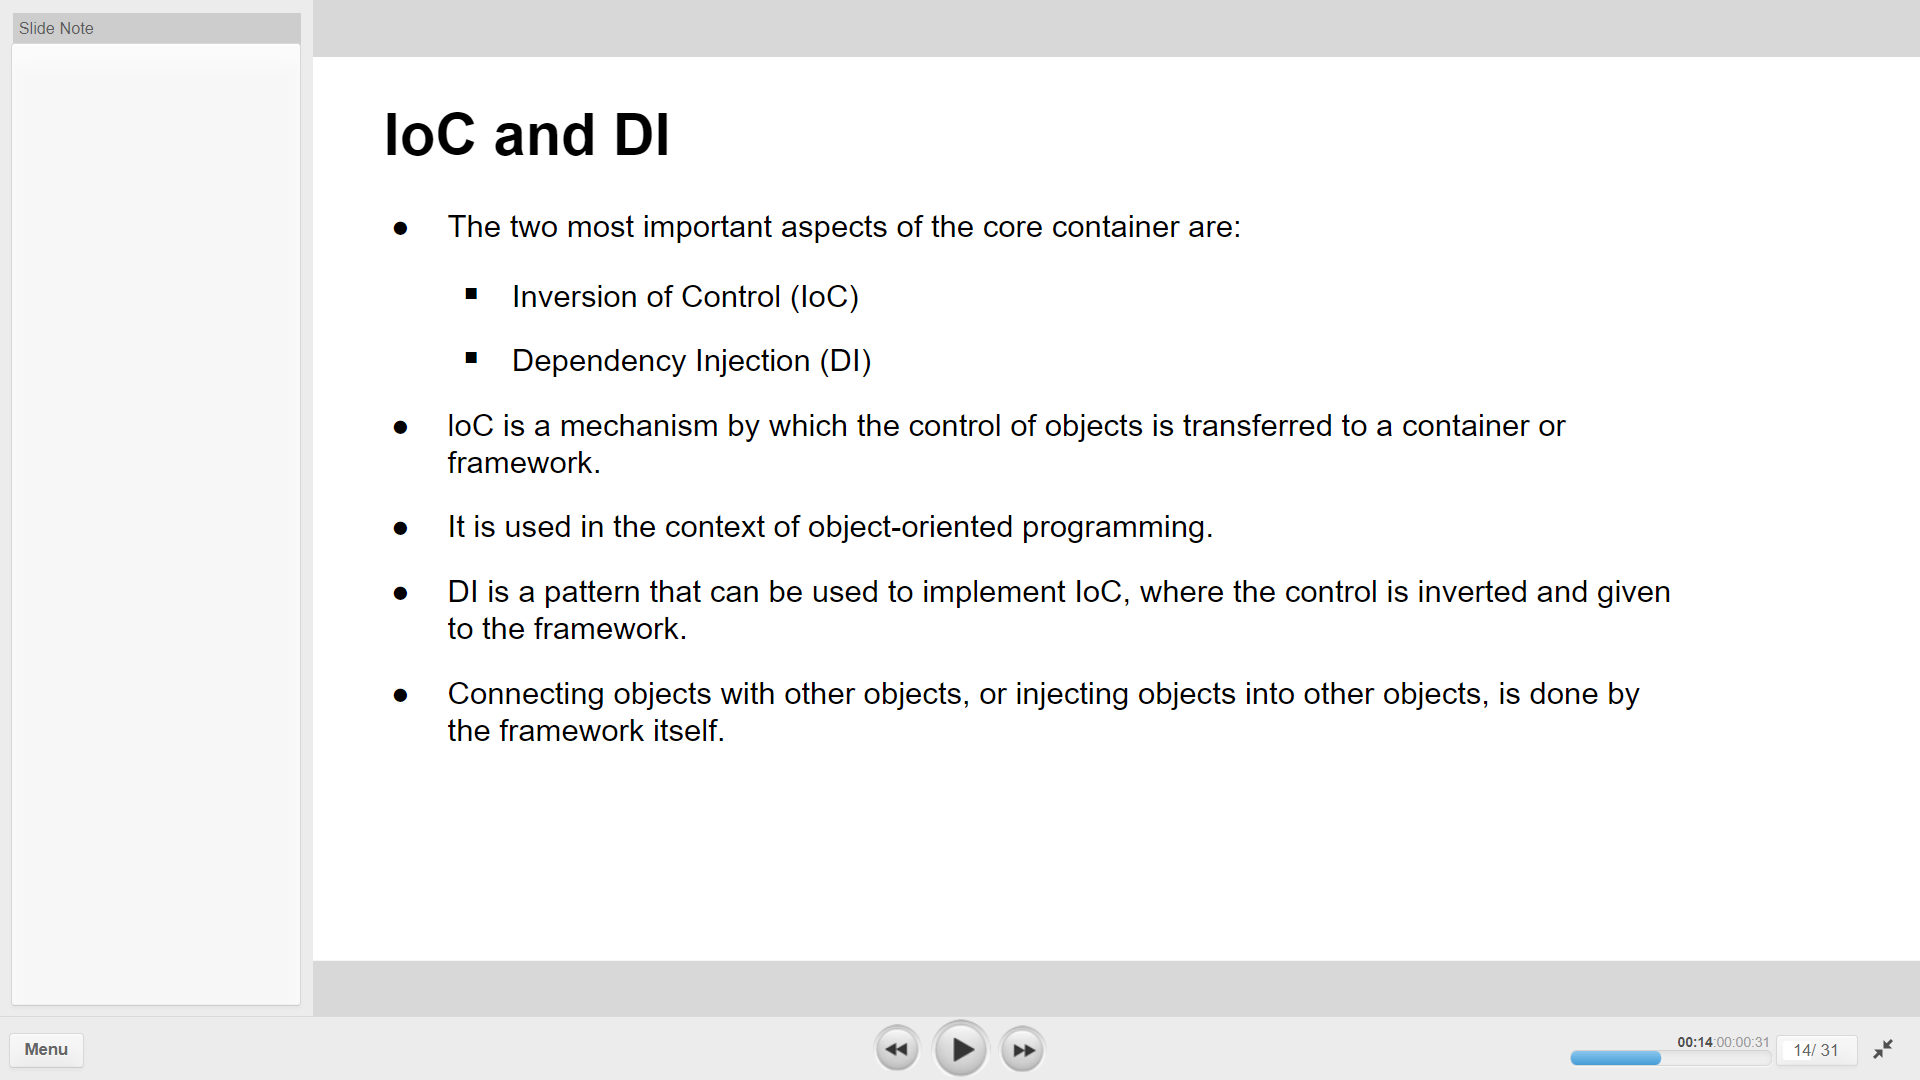 Slide Note
IoC and DI
● The two most important aspects of the core container are:
■ Inversion of Control (IoC)
■ Dependency Injection (DI)
● IoC is a mechanism by which the control of objects is transferred to a container or
framework.
● It is used in the context of object-oriented programming.
● DI is a pattern that can be used to implement IoC, where the control is inverted and given
to the framework.
● Connecting objects with other objects, or injecting objects into other objects, is done by
the framework itself.
Menu
00:14:00:00:31
14/ 31